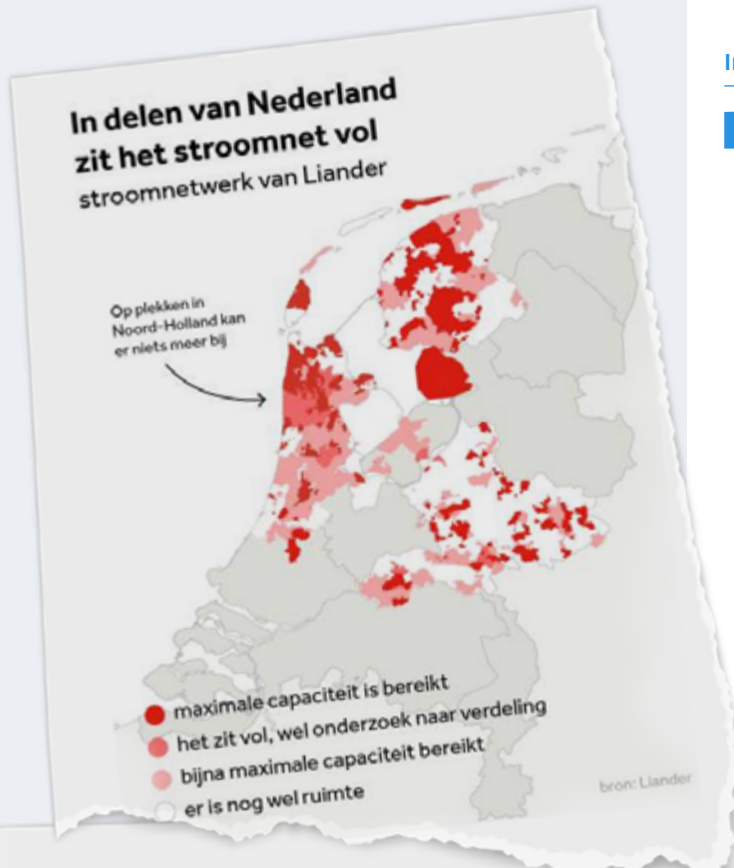 In delen van Nederland
zit het stroomnet vol
stroomnetwerk van Liander
Op plekken in
Noord-Holland kan
er niets meer bij
maximale capaciteit is bereikt
het zit vol, wel onderzoek naar verdeling
bijna maximale capaciteit bereikt
er is nog wel ruimte
bron: Liander